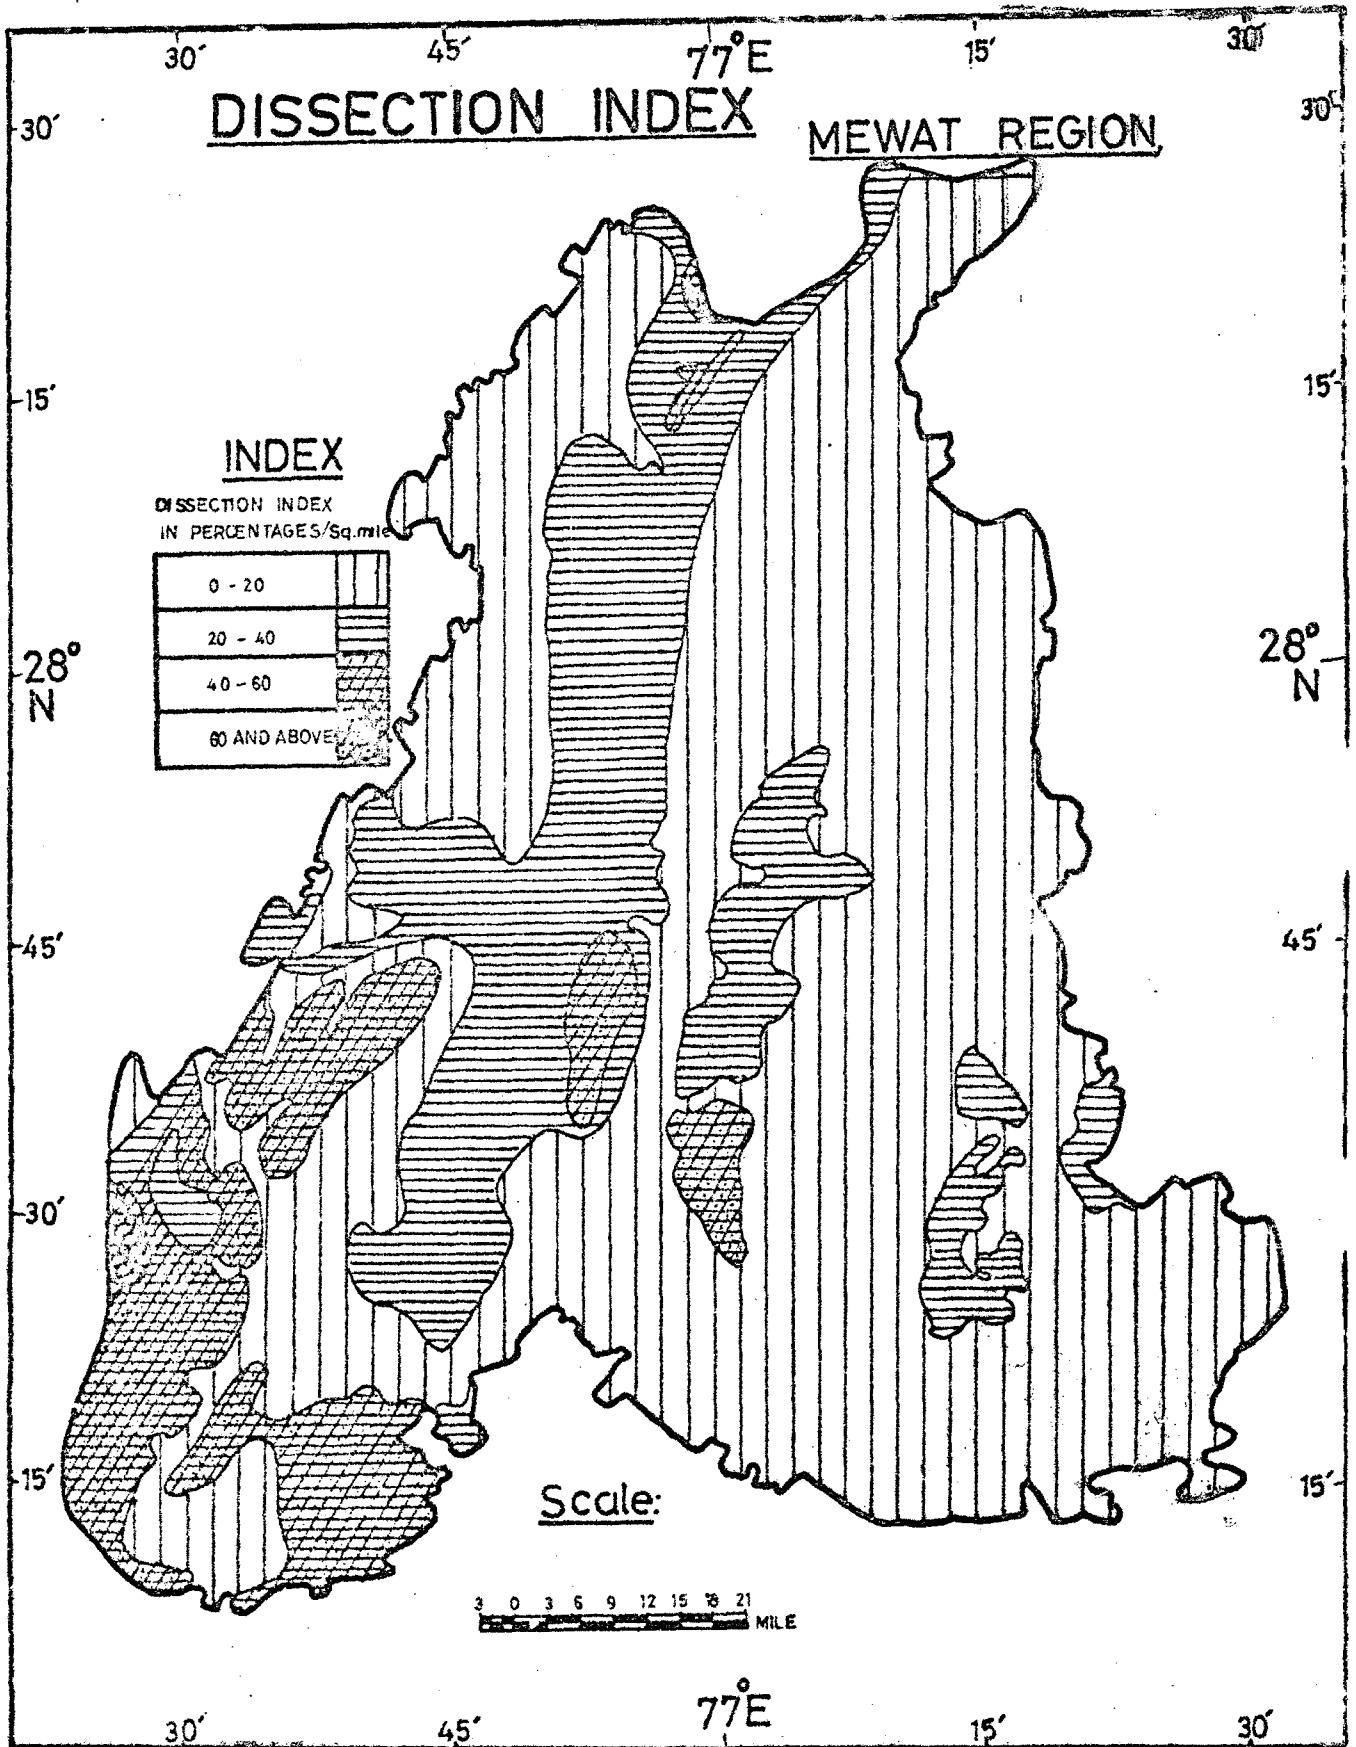 30′ 45′ 77°E 15′ 30′
DISSECTION INDEX
MEWAT REGION
30′ 30′
15′ 15′
INDEX
DISSECTION INDEX
IN PERCENTAGES/Sq.mile
0 - 20
20 - 40
40 - 60
60 AND ABOVE
28° 28°
N N
45′ 45′
30′
15′ 15′
Scale:
3 0 3 6 9 12 15 18 21
MILE
30′ 45′ 77°E 15′ 30′